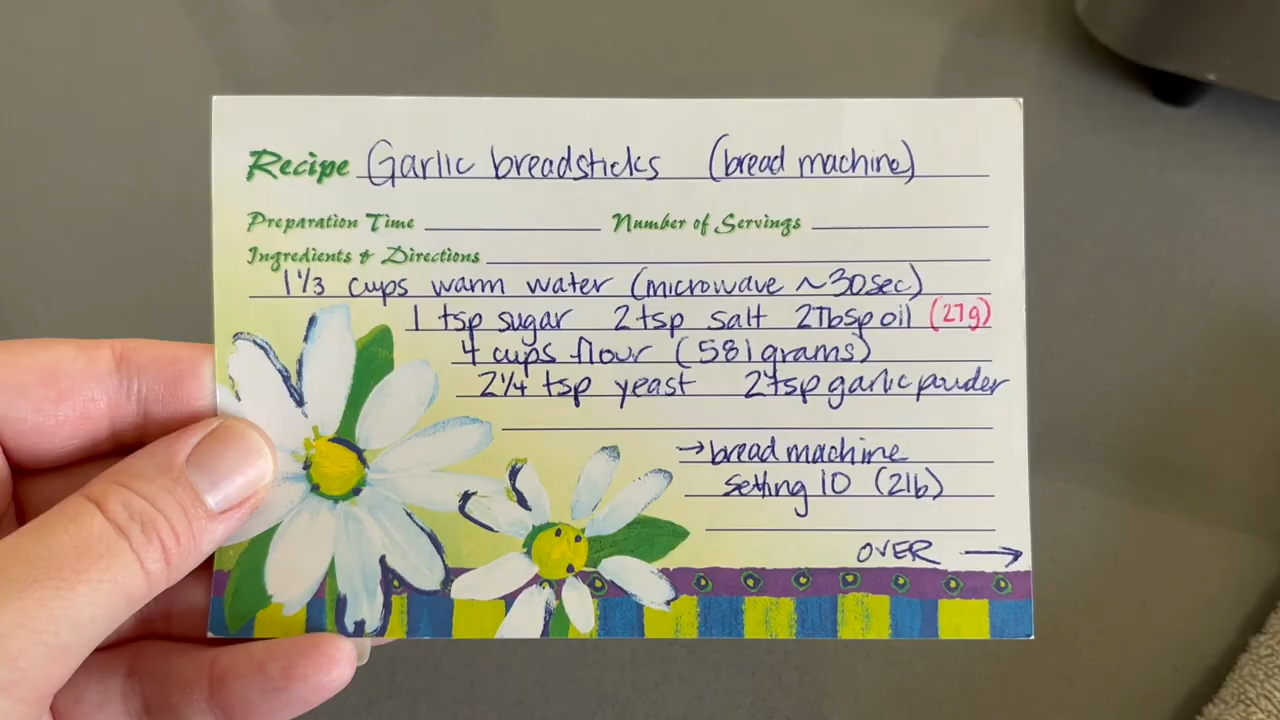 Recipe Garlic breadsticks (bread machine)
Preparation Time Number of Servings
Ingredients & Directions
1 1/3 cups warm water (microwave ~30sec)
1 tsp sugar 2 tsp salt 2Tbsp oil (27g)
4 cups flour (581 grams)
2 1/4 tsp yeast 2 tsp garlic powder
→ bread machine
setting 10 (2lb)
OVER →